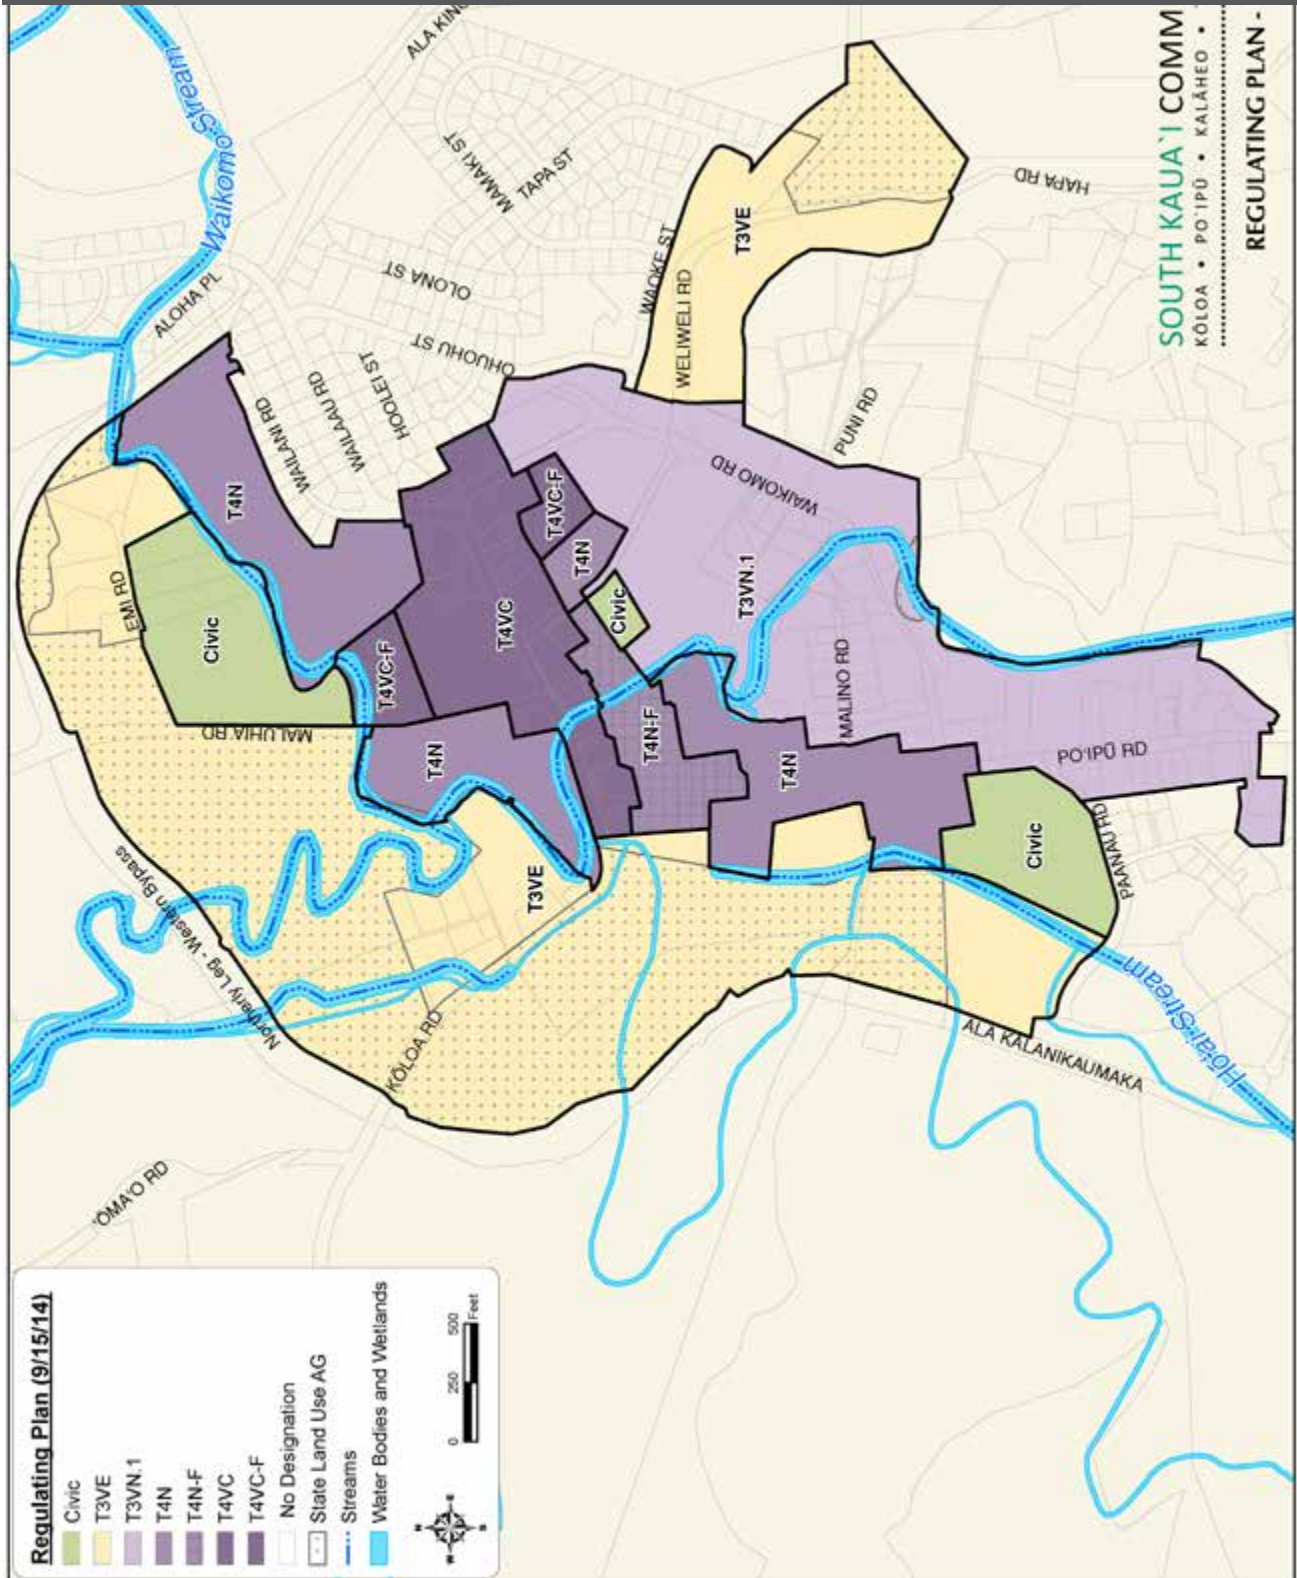 SOUTH KAUA`I COMM
KŌLOA • PO`IPŪ • KALĀHEO •
REGULATING PLAN -
Regulating Plan (9/15/14)
Civic
T3VE
T3VN.1
T4N
T4N-F
T4VC
T4VC-F
No Designation
State Land Use AG
Streams
Water Bodies and Wetlands
0 250 500
Feet
N
W E
S
Waikomo Stream
ALA KING
MAMAKI ST
TAPA ST
ALOHA PL
OLONA ST
OHUOHU ST
HOOLEI ST
WAILAAU RD
WAILANI RD
WAOKE ST
WELIWELI RD
T3VE
HAPA RD
PUNI RD
WAIKOMO RD
T4N
EMI RD
Civic
T4VC-F
T4N
Civic
T4VC
T3VN.1
T4VC-F
MALUHIA RD
T4N
T4N-F
MALINO RD
T4N
PO`IPŪ RD
Civic
PAANAU RD
T3VE
Northerly Leg - Western Bypass
KŌLOA RD
ALA KALANIKAUMAKA
Hō`ai Stream
`ŌMA`O RD